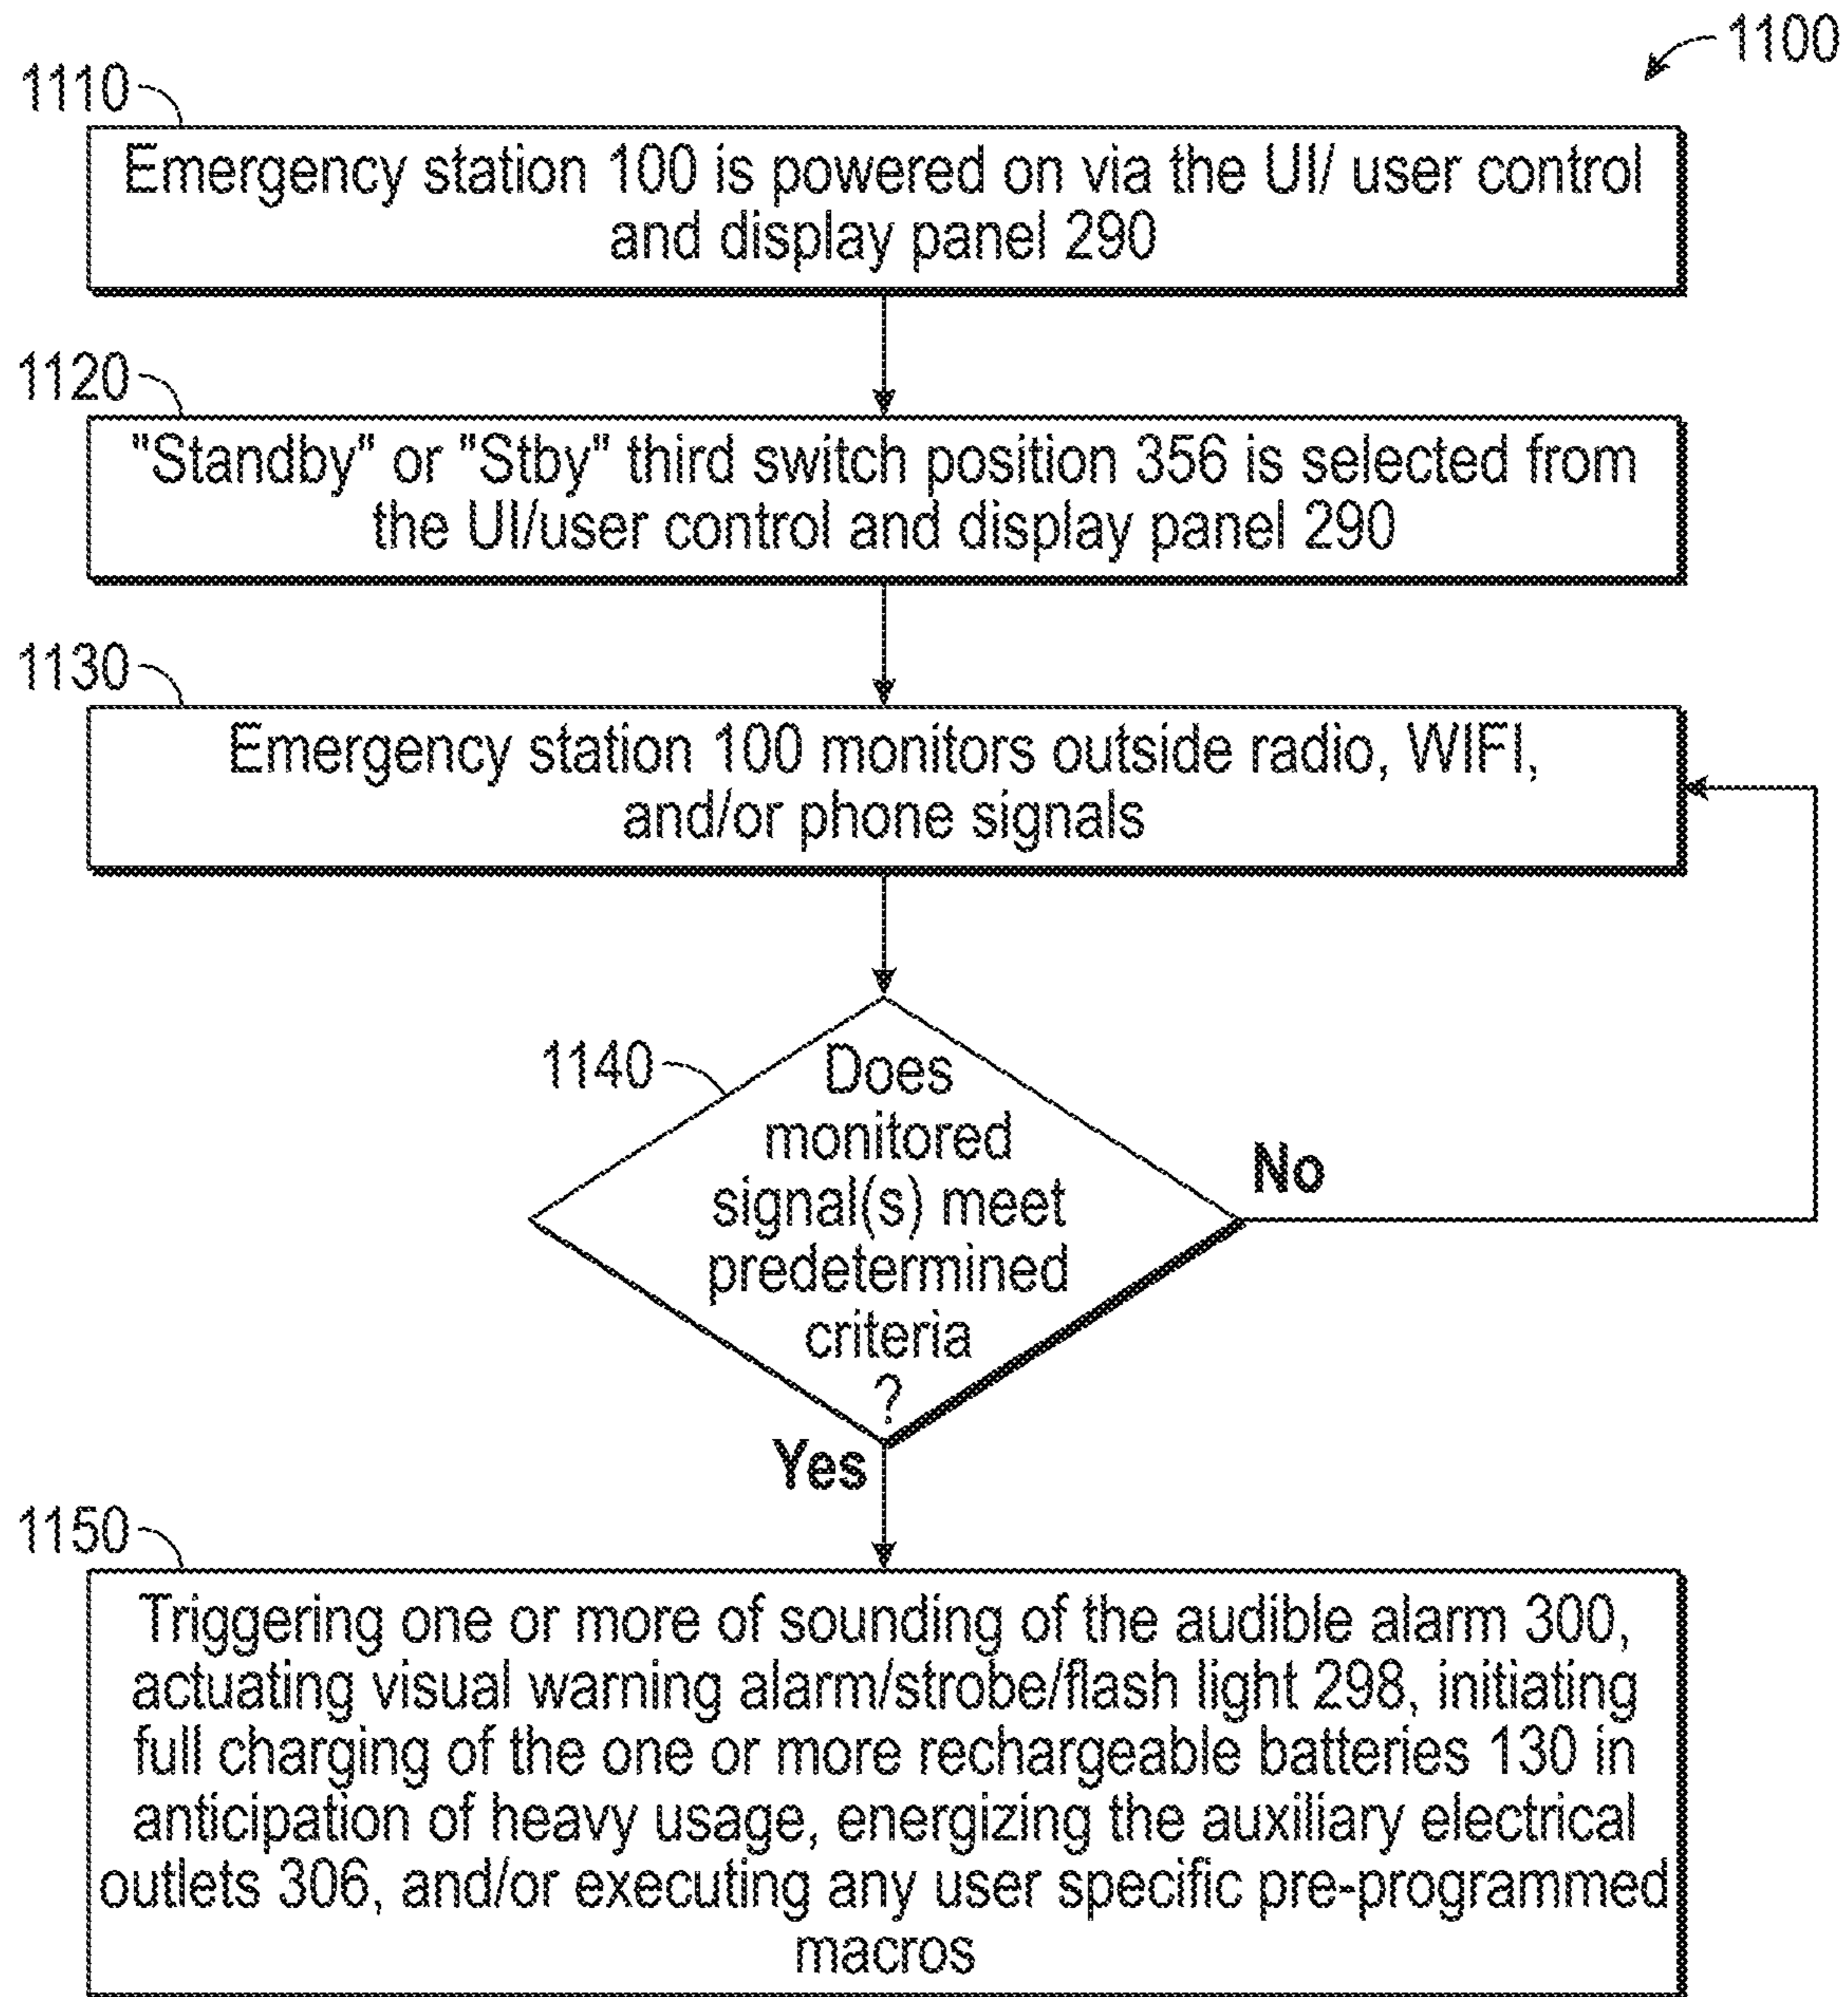 1100
1110
Emergency station 100 is powered on via the UI/ user control
and display panel 290
1120
"Standby" or "Stby" third switch position 356 is selected from
the UI/user control and display panel 290
1130
Emergency station 100 monitors outside radio, WIFI,
and/or phone signals
1140
Does
monitored
signal(s) meet
predetermined
criteria
?
No
Yes
1150
Triggering one or more of sounding of the audible alarm 300,
actuating visual warning alarm/strobe/flash light 298, initiating
full charging of the one or more rechargeable batteries 130 in
anticipation of heavy usage, energizing the auxiliary electrical
outlets 306, and/or executing any user specific pre-programmed
macros